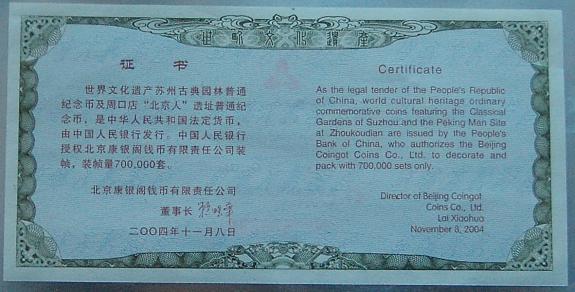 世界文化遗产
证书
世界文化遗产苏州古典园林普通
纪念币及周口店“北京人”遗址普通纪
念币，是中华人民共和国法定货币，
由中国人民银行发行。中国人民银行
授权北京康银阁钱币有限责任公司装
帧，装帧量700,000套。
北京康银阁钱币有限责任公司
董事长
二〇〇四年十一月八日
Certificate
As the legal tender of the People's Republic
of China, world cultural heritage ordinary
commemorative coins featuring the Classical
Gardens of Suzhou and the Peking Man Site
at Zhoukoudian are issued by the People's
Bank of China, who authorizes the Beijing
Coingot Coins Co., Ltd. to decorate and
pack with 700,000 sets only.
Director of Beijing Coingot
Coins Co., Ltd.
Lai Xiaohua
November 8, 2004